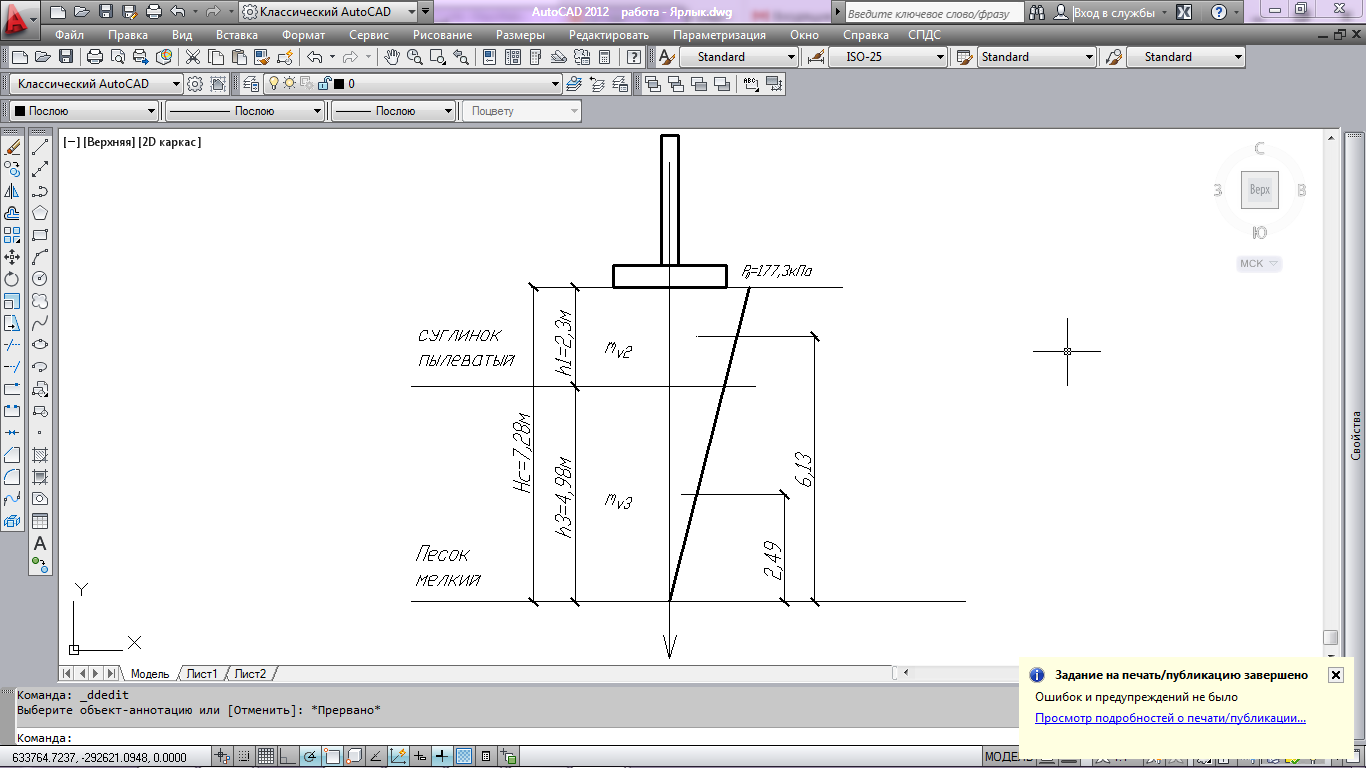 Классический AutoCAD
AutoCAD 2012 работа - Ярлык.dwg
Введите ключевое слово/фразу
Вход в службы
Файл Правка Вид Вставка Формат Сервис Рисование Размеры Редактировать Параметризация Окно Справка СПДС
Standard ISO-25 Standard Standard
Классический AutoCAD 0
Послою Послою Послою Поцвету
[−] [Верхняя] [2D каркас]
С
З Верх В
Ю
МСК
=177,3кПа
суглинок
пылеватый
h1=2,3м
mv2
Hc=7,28м
h3=4,98м
mv3
6,13
2,49
Песок
мелкий
Y
X
Свойства
Модель Лист1 Лист2
Команда: _ddedit
Выберите объект-аннотацию или [Отменить]: *Прервано*
Команда:
Задание на печать/публикацию завершено
Ошибок и предупреждений не было
Просмотр подробностей о печати/публикации...
633764.7237, -292621.0948, 0.0000
МОДЕЛЬ